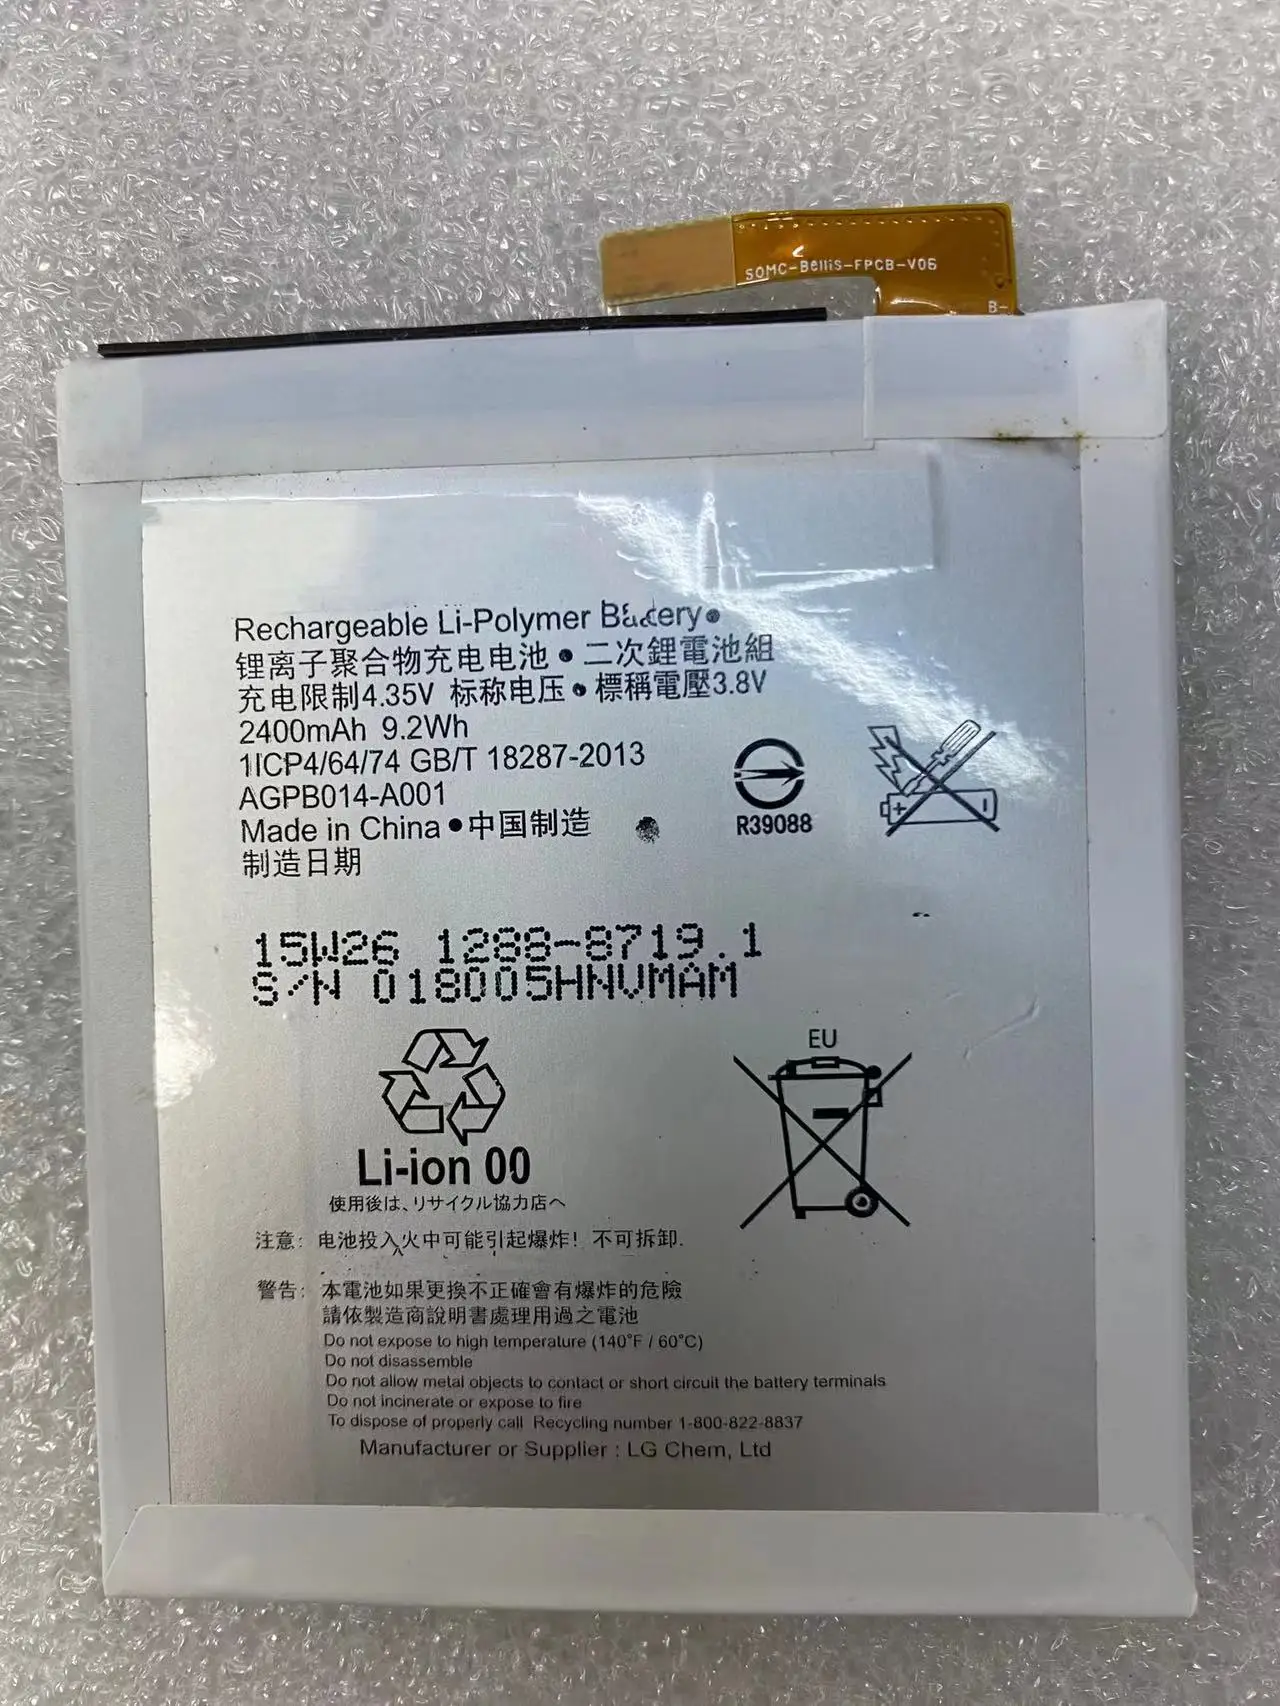 SOMC-Bellis-FPCB-V06
B-
Rechargeable Li-Polymer Battery
锂离子聚合物充电电池 • 二次鋰電池組
充电限制4.35V 标称电压 • 標稱電壓3.8V
2400mAh 9.2Wh
1ICP4/64/74 GB/T 18287-2013
AGPB014-A001
Made in China • 中国制造
制造日期
R39088
15W26 1288-8719.1
S/N 018005HNVMAM
Li-ion 00
使用後は、リサイクル協力店へ
EU
注意: 电池投入火中可能引起爆炸! 不可拆卸.
警告: 本電池如果更換不正確會有爆炸的危險
請依製造商說明書處理用過之電池
Do not expose to high temperature (140°F / 60°C)
Do not disassemble
Do not allow metal objects to contact or short circuit the battery terminals
Do not incinerate or expose to fire
To dispose of properly call Recycling number 1-800-822-8837
Manufacturer or Supplier : LG Chem, Ltd